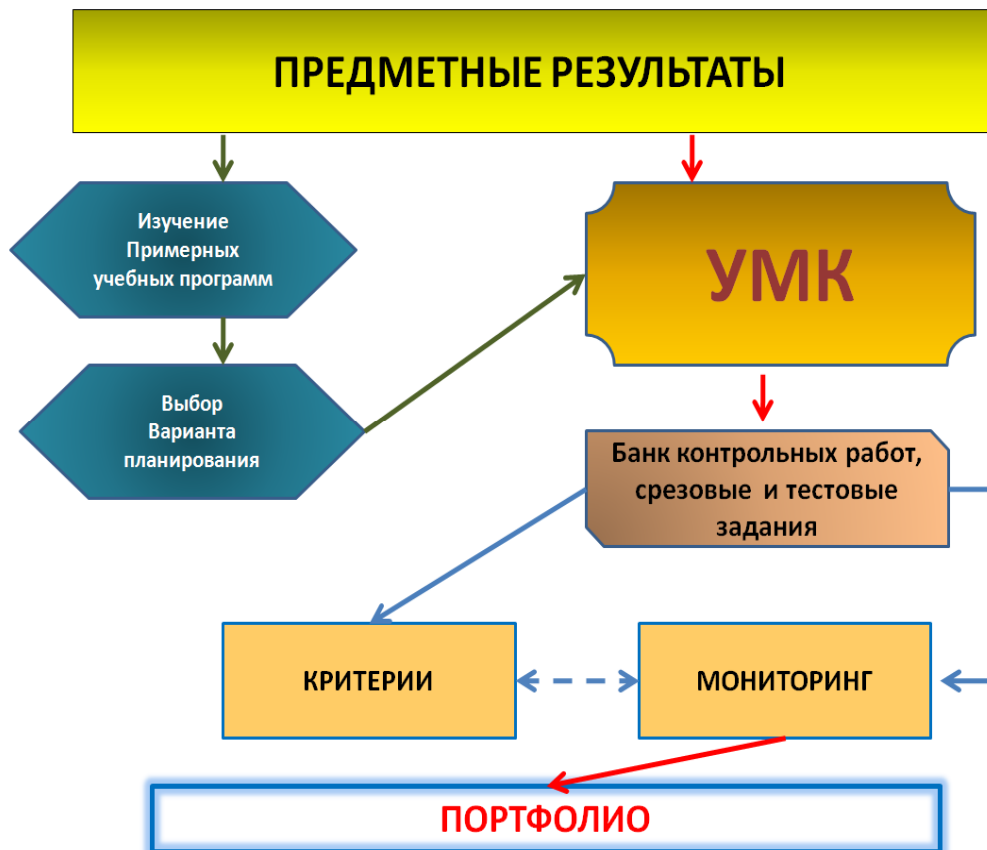 ПРЕДМЕТНЫЕ РЕЗУЛЬТАТЫ
Изучение
Примерных
учебных программ
УМК
Выбор
Варианта
планирования
Банк контрольных работ,
срезовые и тестовые
задания
КРИТЕРИИ
МОНИТОРИНГ
ПОРТФОЛИО